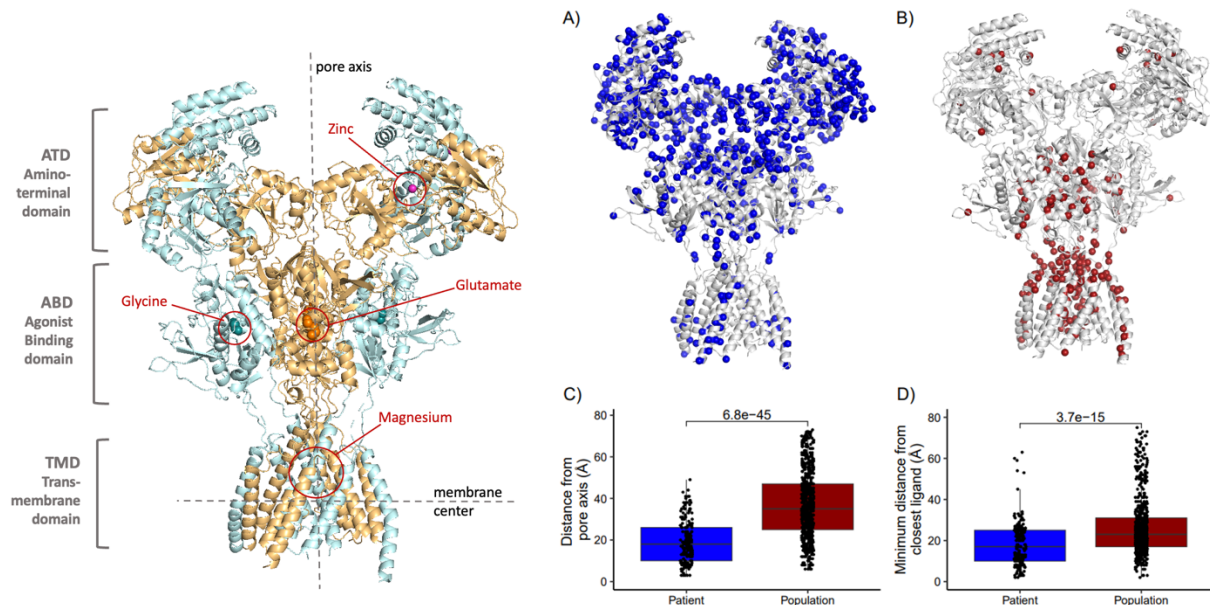 pore axis
Zinc
ATD
Amino-
terminal
domain
Glycine
Glutamate
ABD
Agonist
Binding
domain
Magnesium
TMD
Trans-
membrane
domain
membrane
center
A)
B)
C)
6.8e−45
Distance from
pore axis (Å)
80
60
40
20
0
Patient
Population
D)
3.7e−15
Minimum distance from
closest ligand (Å)
80
60
40
20
0
Patient
Population